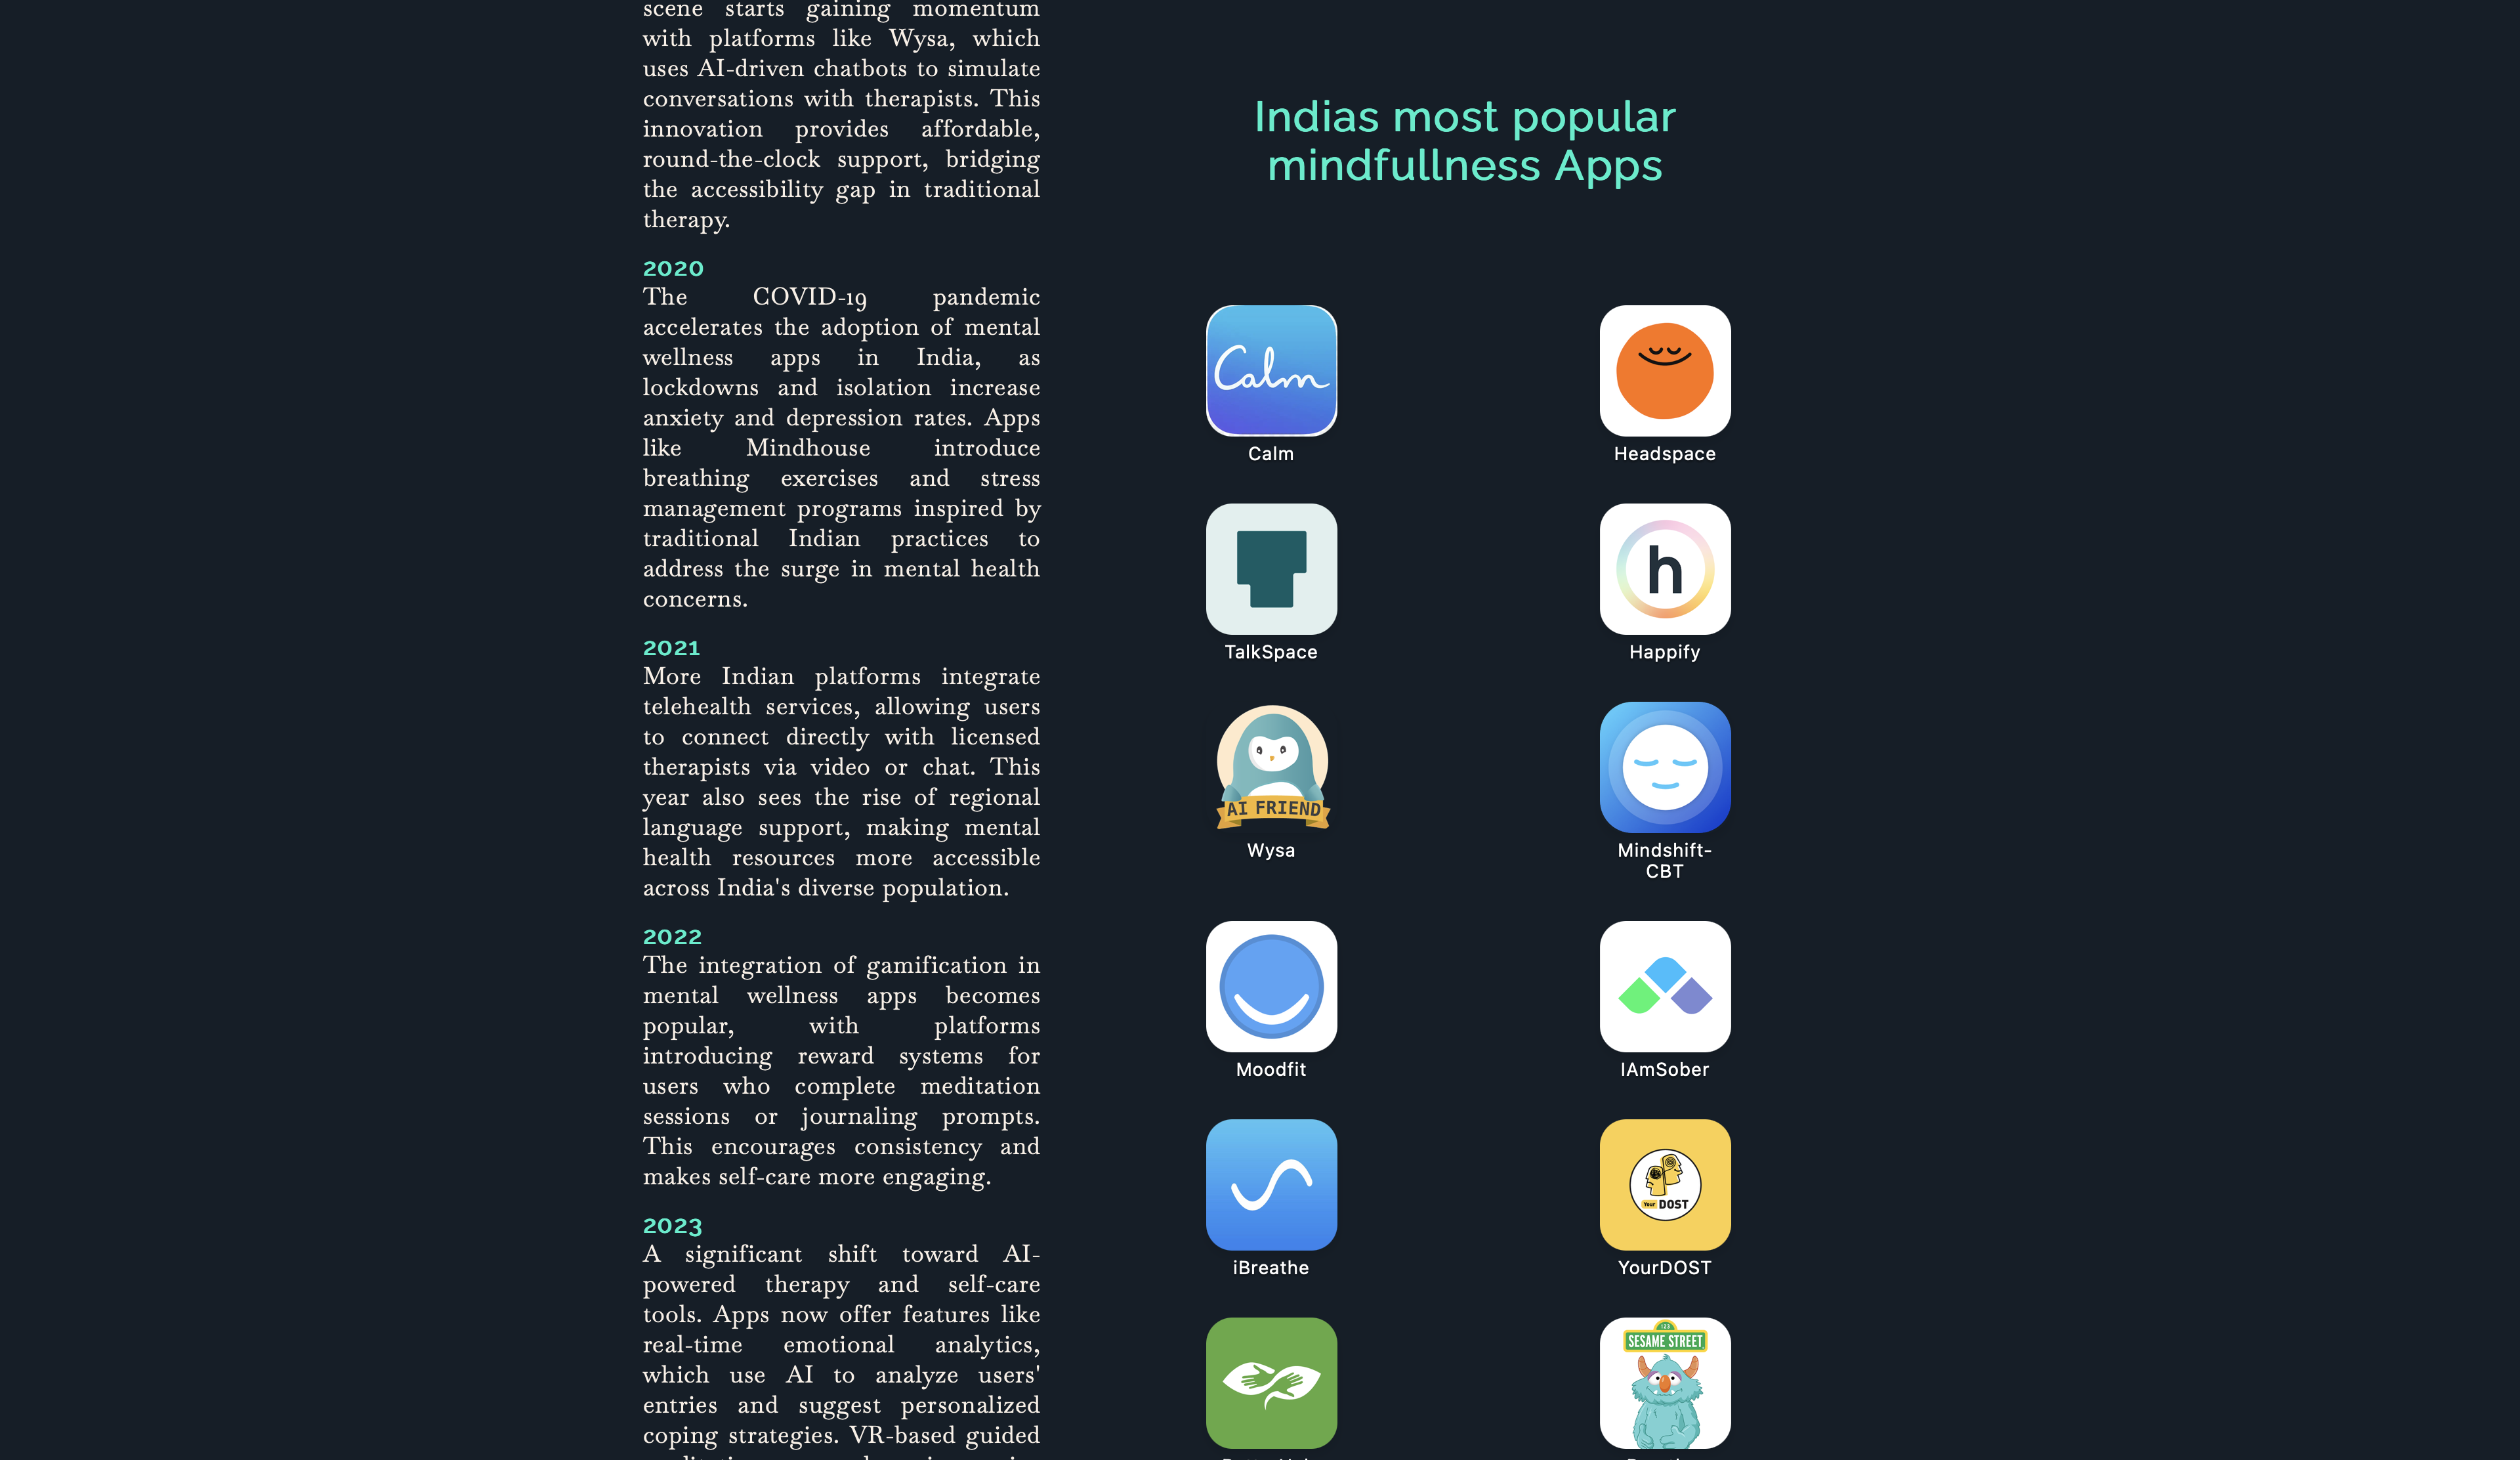 scene starts gaining momentum
with platforms like Wysa, which
uses AI-driven chatbots to simulate
conversations with therapists. This
innovation provides affordable,
round-the-clock support, bridging
the accessibility gap in traditional
therapy.
2020
The COVID-19 pandemic
accelerates the adoption of mental
wellness apps in India, as
lockdowns and isolation increase
anxiety and depression rates. Apps
like Mindhouse introduce
breathing exercises and stress
management programs inspired by
traditional Indian practices to
address the surge in mental health
concerns.
2021
More Indian platforms integrate
telehealth services, allowing users
to connect directly with licensed
therapists via video or chat. This
year also sees the rise of regional
language support, making mental
health resources more accessible
across India's diverse population.
2022
The integration of gamification in
mental wellness apps becomes
popular, with platforms
introducing reward systems for
users who complete meditation
sessions or journaling prompts.
This encourages consistency and
makes self-care more engaging.
2023
A significant shift toward AI-
powered therapy and self-care
tools. Apps now offer features like
real-time emotional analytics,
which use AI to analyze users'
entries and suggest personalized
coping strategies. VR-based guided
Indias most popular
mindfullness Apps
Calm
Calm
Headspace
TalkSpace
h
Happify
AI FRIEND
Wysa
Mindshift-
CBT
Moodfit
IAmSober
iBreathe
Your DOST
YourDOST
123
SESAME STREET